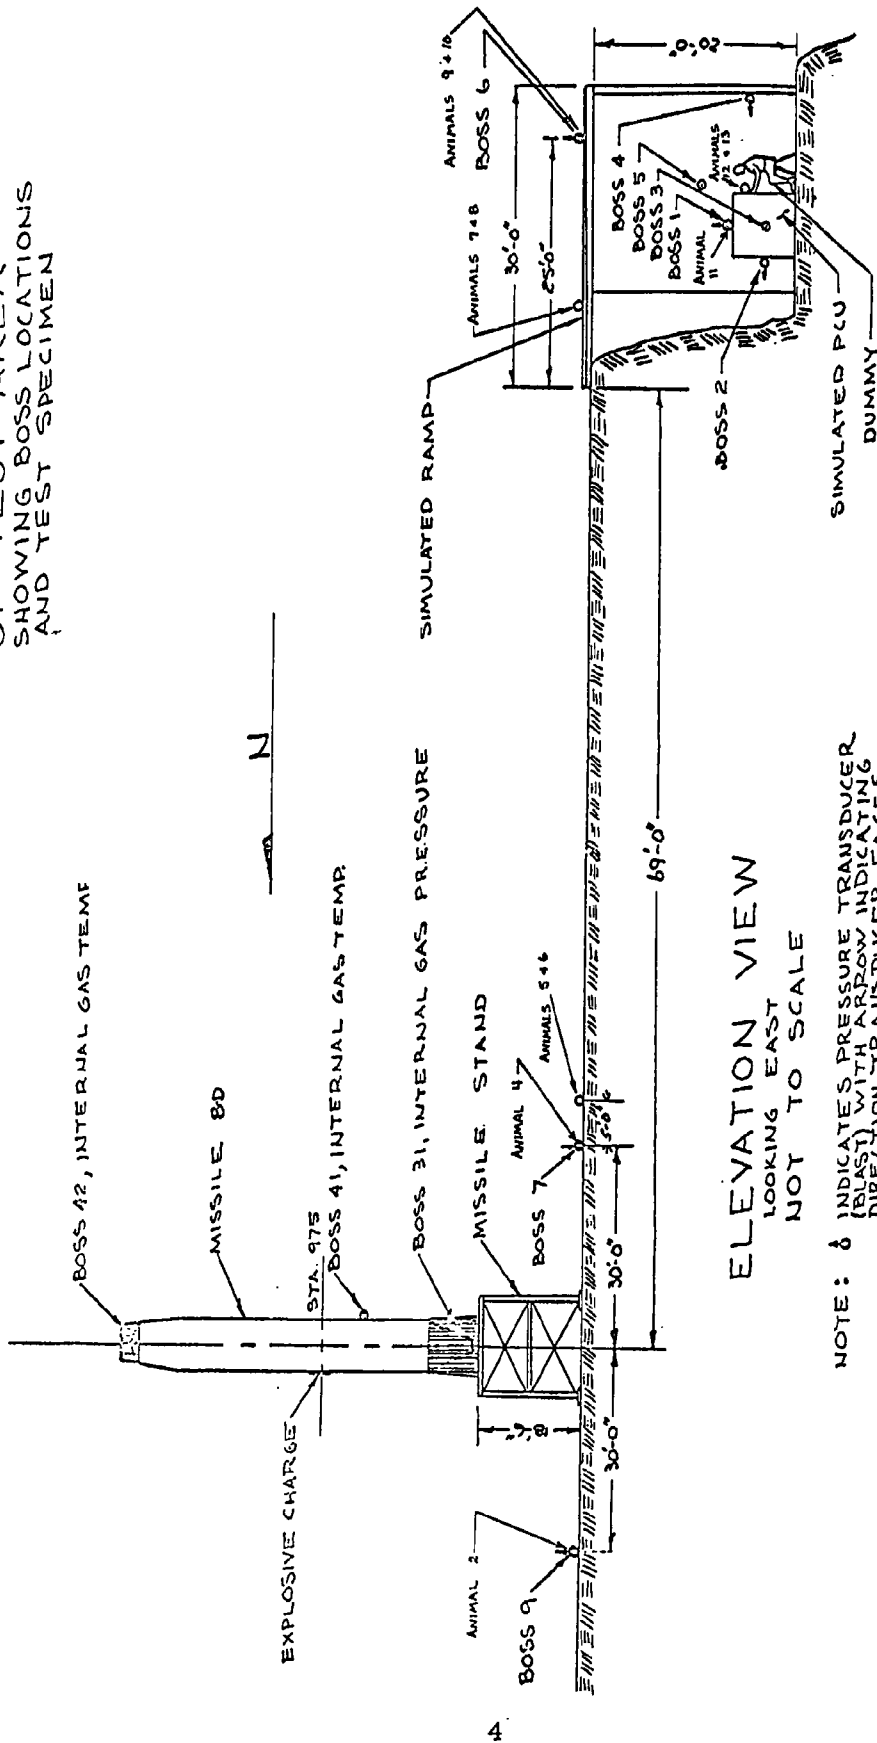 SHOWING BOSS LOCATIONS
AND TEST SPECIMEN
N
BOSS 42, INTERNAL GAS TEMP
MISSILE 8D
STA. 975
BOSS 41, INTERNAL GAS TEMP.
BOSS 31, INTERNAL GAS PRESSURE
MISSILE STAND
EXPLOSIVE CHARGE
8'-6"
ANIMAL 2
BOSS 9
30'-0"
30'-0"
BOSS 7
ANIMAL 4
ANIMALS 5+6
69'-0"
SIMULATED RAMP
ANIMALS 7+8
ANIMALS 9+10
BOSS 6
30'-0"
25'-0"
20'-0"
BOSS 4
BOSS 5
BOSS 3
BOSS 1
ANIMAL
11
ANIMALS
12+13
BOSS 2
SIMULATED PCU
DUMMY
ELEVATION VIEW
LOOKING EAST
NOT TO SCALE
NOTE: INDICATES PRESSURE TRANSDUCER
(BLAST) WITH ARROW INDICATING
4